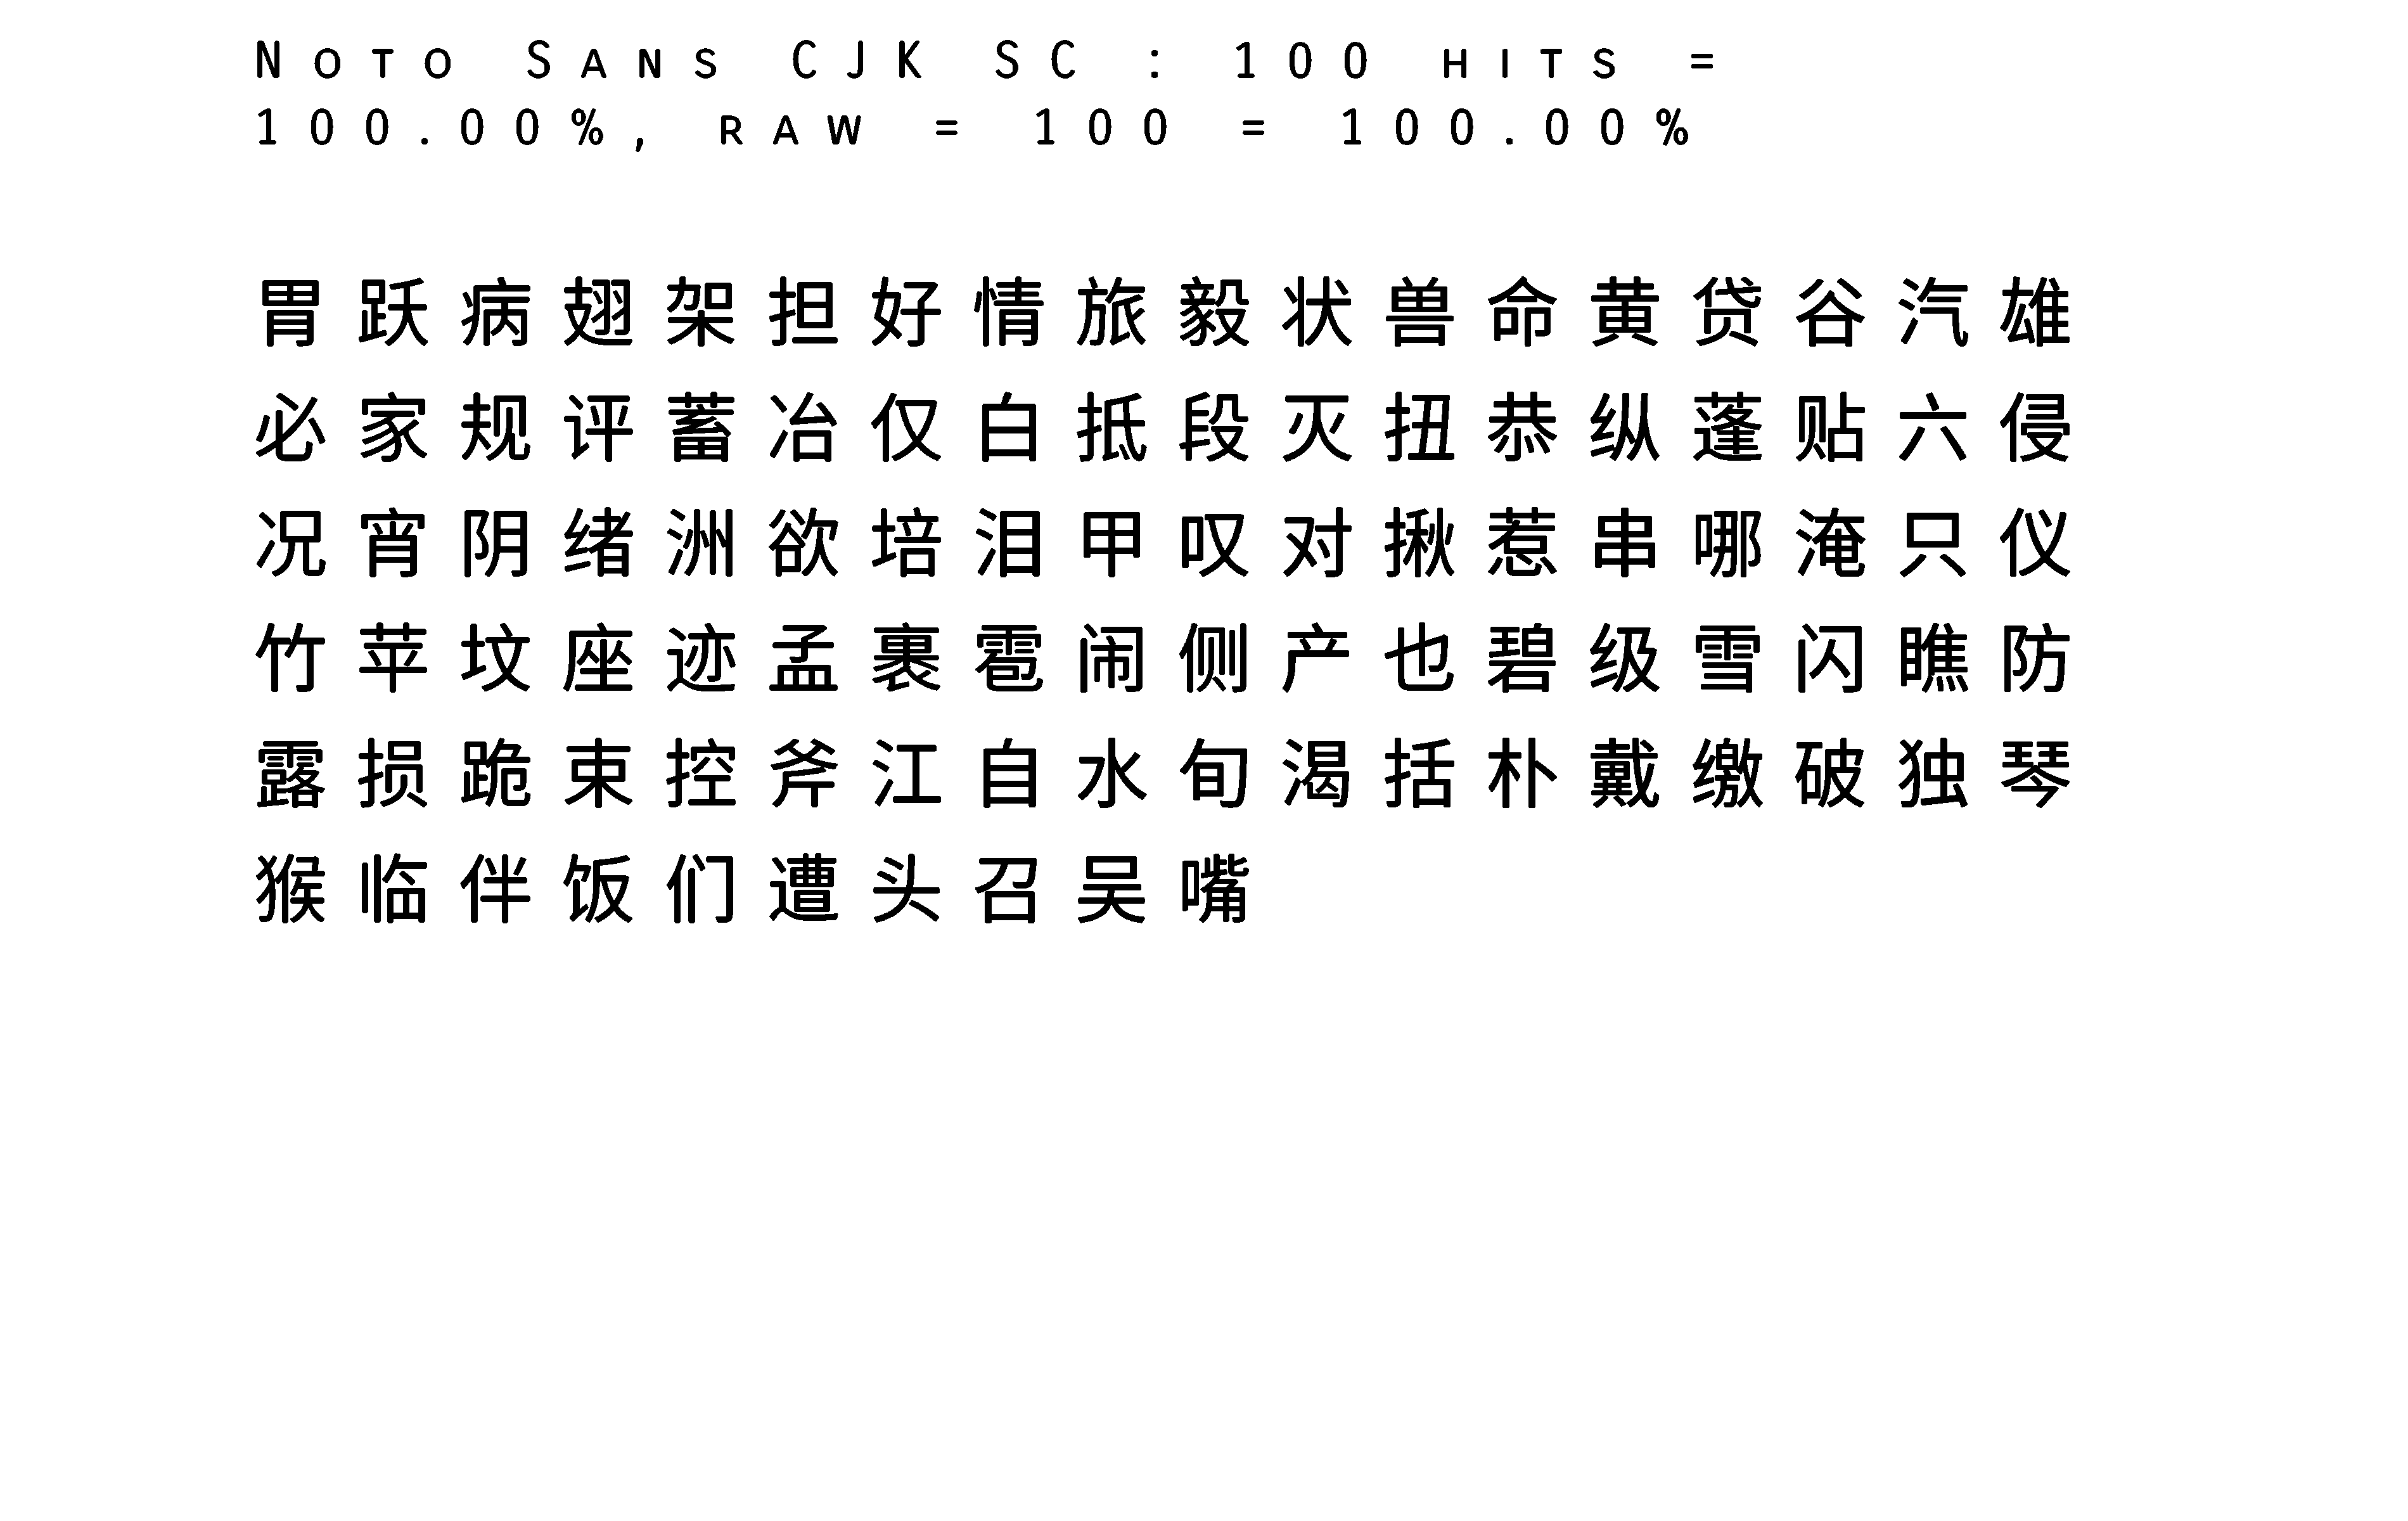 Noto Sans CJK SC : 100 hits =
100.00%, raw = 100 = 100.00%
胃跃病翅架担好情旅毅状兽命黄贷谷汽雄
必家规评蓄冶仅白抵段灭扭恭纵蓬贴六侵
况宵阴绪洲欲培泪甲叹对揪惹串哪淹只仪
竹苹坟座迹孟裹雹闹侧产也碧级雪闪瞧防
露损跪束控斧江自水旬渴括朴戴缴破独琴
猴临伴饭们遭头召吴嘴